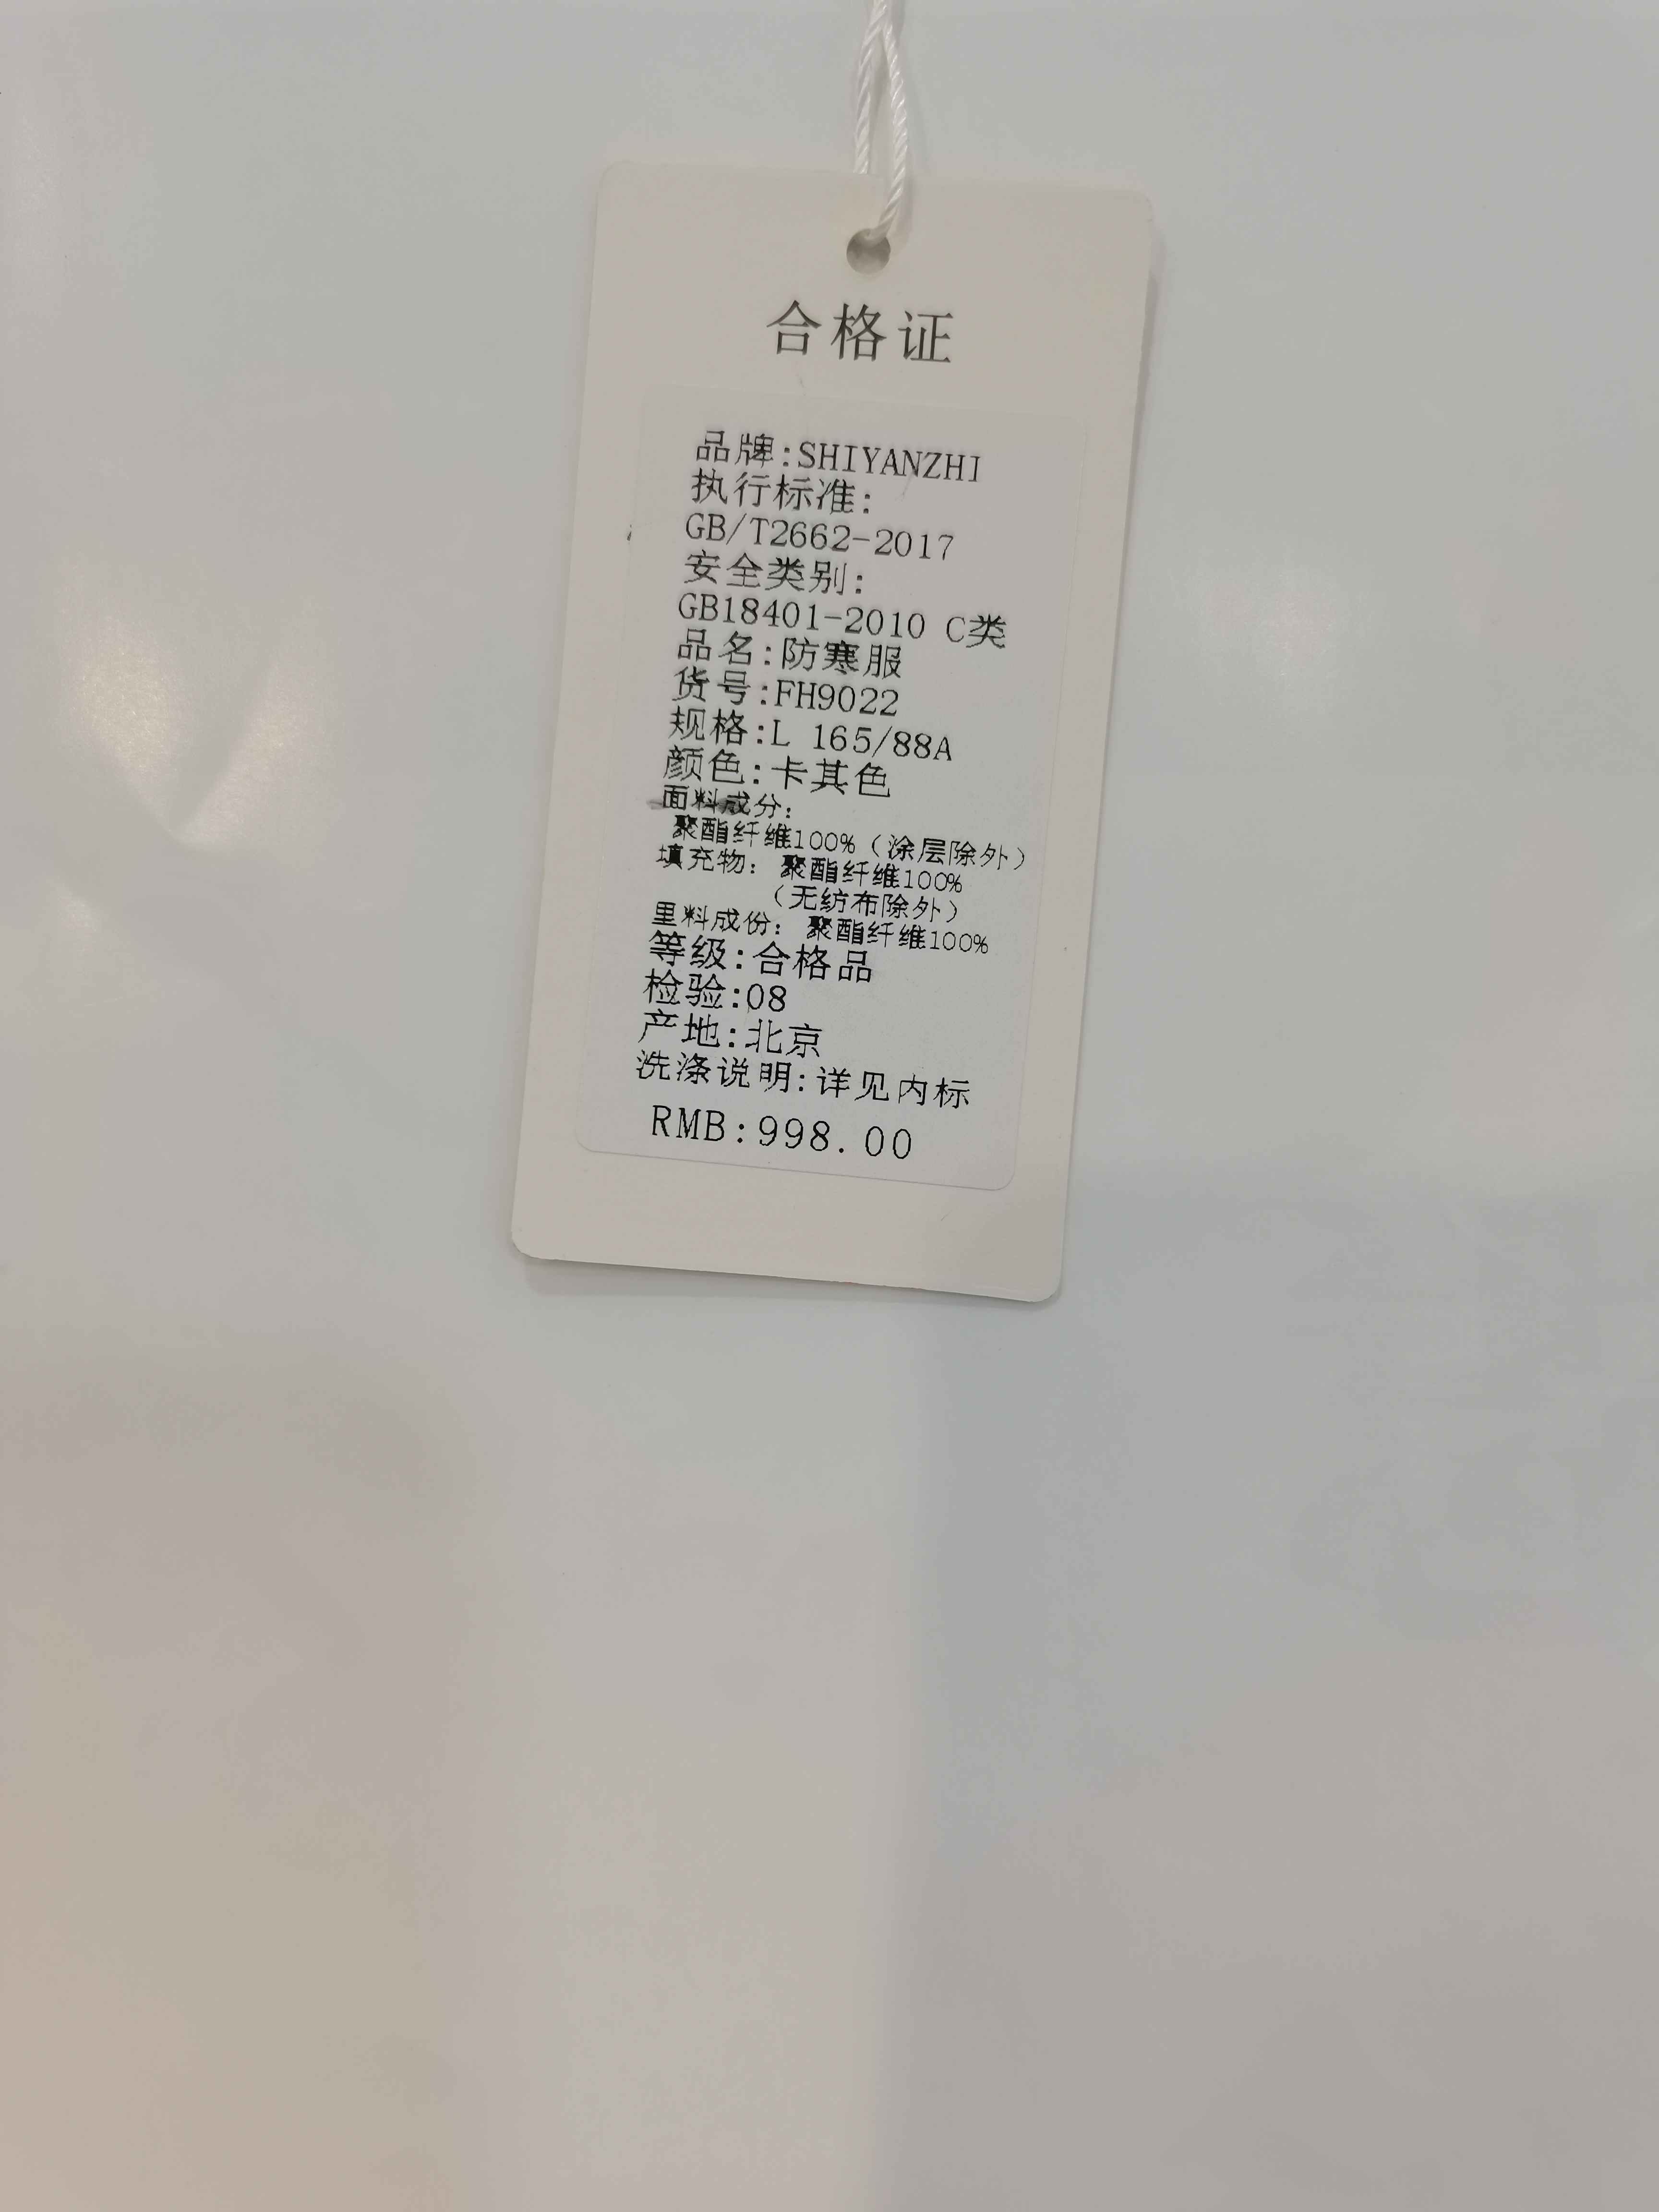 合格证
品牌:SHIYANZHI
执行标准:
GB/T2662-2017
安全类别:
GB18401-2010 C类
品名:防寒服
货号:FH9022
规格:L 165/88A
颜色:卡其色
面料成分:
聚酯纤维100%(涂层除外)
填充物: 聚酯纤维100%
(无纺布除外)
里料成份: 聚酯纤维100%
等级:合格品
检验:08
产地:北京
洗涤说明:详见内标
RMB:998.00